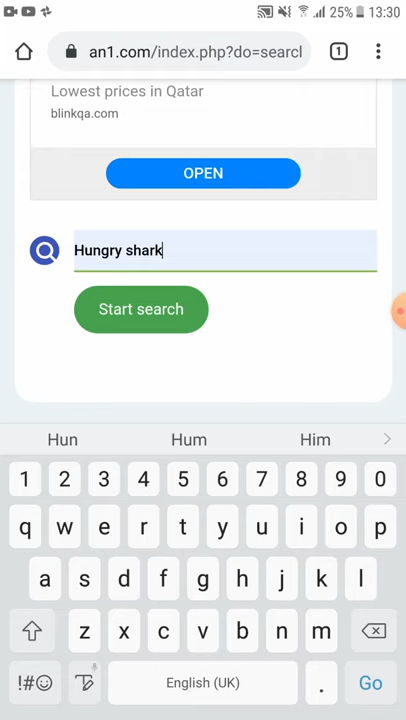 25% 13:30
an1.com/index.php?do=searcl
1
Lowest prices in Qatar
blinkqa.com
OPEN
Hungry shark
Start search
Hun Hum Him
1 2 3 4 5 6 7 8 9 0
q w e r t y u i o p
a s d f g h j k l
z x c v b n m
!#☺ T English (UK) . Go